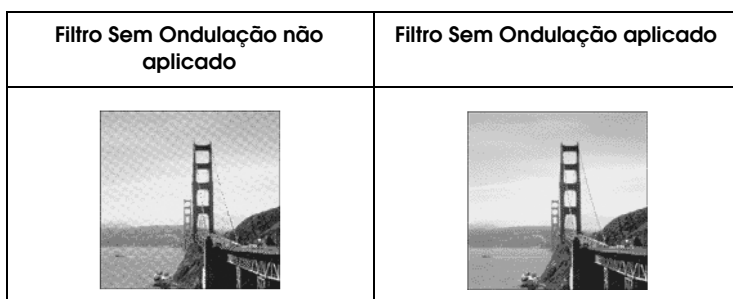 Filtro Sem Ondulação não
aplicado
Filtro Sem Ondulação aplicado